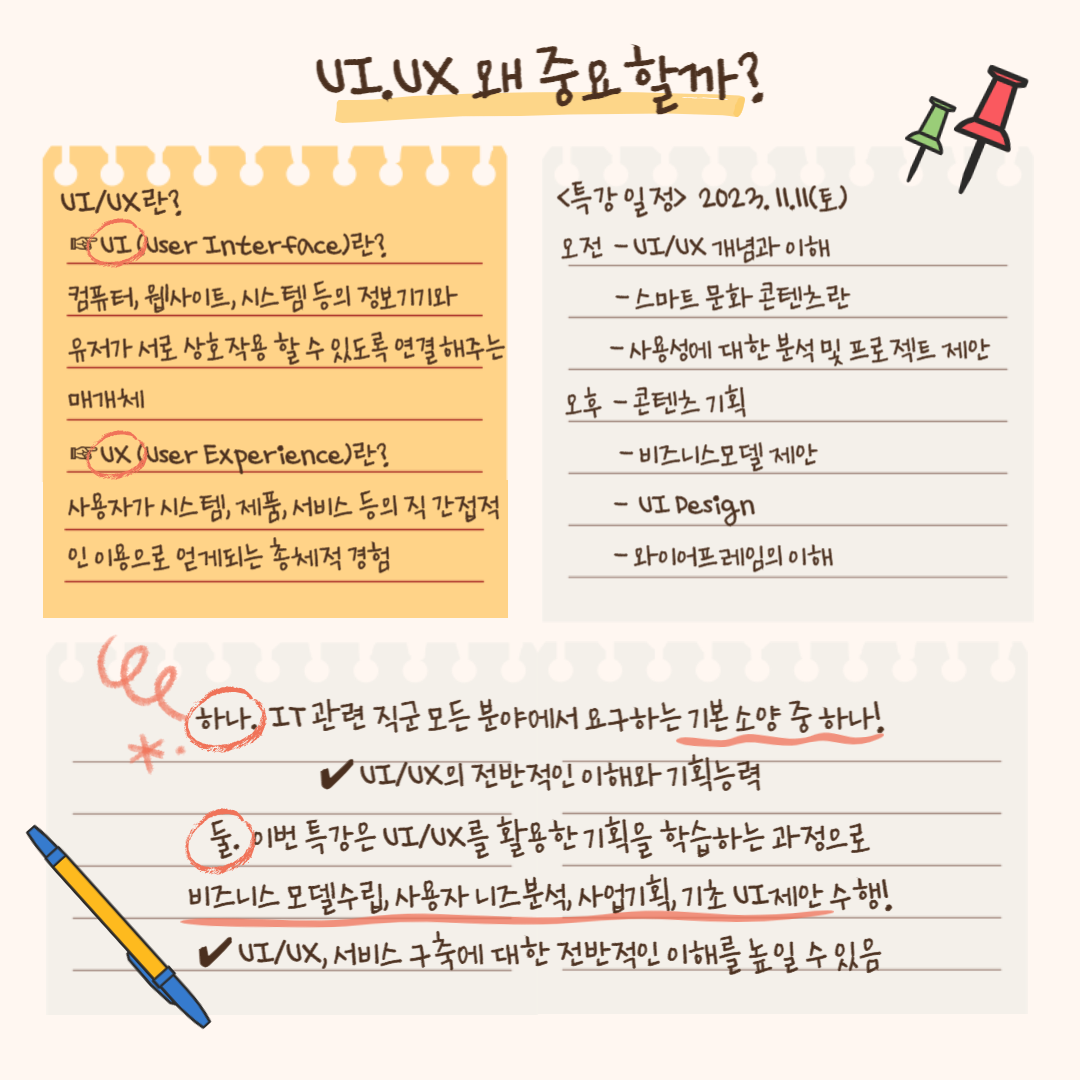 UI.UX 왜 중요할까?
UI/UX란?
☞ UI (User Interface)란?
컴퓨터, 웹사이트, 시스템 등의 정보기기와
유저가 서로 상호작용 할 수 있도록 연결해주는
매개체
☞ UX (User Experience)란?
사용자가 시스템, 제품, 서비스 등의 직 간접적
인 이용으로 얻게되는 총체적 경험
<특강 일정> 2023. 11.11(토)
오전 - UI/UX 개념과 이해
- 스마트 문화 콘텐츠란
- 사용성에 대한 분석 및 프로젝트 제안
오후 - 콘텐츠 기획
- 비즈니스모델 제안
- UI Design
- 와이어프레임의 이해
하나. IT 관련 직군 모든 분야에서 요구하는 기본 소양 중 하나!
✔ UI/UX의 전반적인 이해와 기획능력
둘. 이번 특강은 UI/UX를 활용한 기획을 학습하는 과정으로
비즈니스 모델수립, 사용자 니즈분석, 사업기획, 기초 UI제안 수행!
✔ UI/UX, 서비스 구축에 대한 전반적인 이해를 높일 수 있음